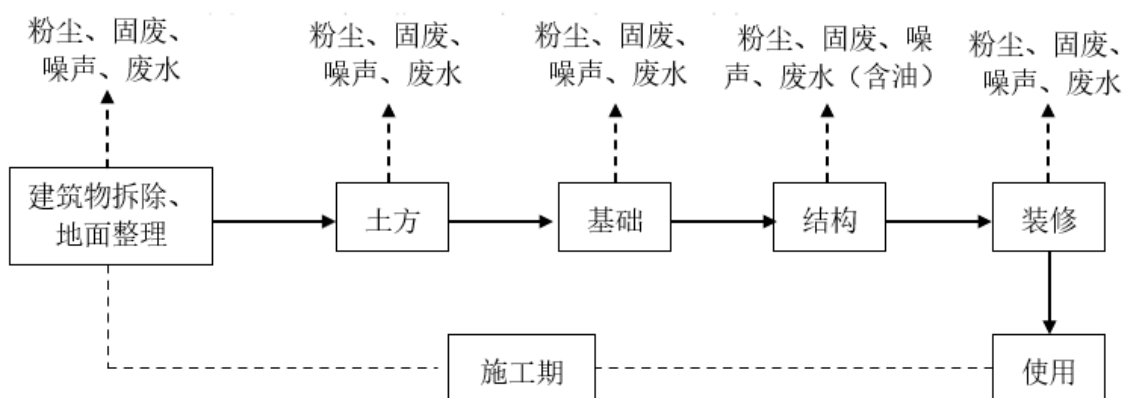 粉尘、固废、
噪声、废水
粉尘、固废、
噪声、废水
粉尘、固废、
噪声、废水
粉尘、固废、噪
声、废水（含油）
粉尘、固废、
噪声、废水
建筑物拆除、
地面整理
土方
基础
结构
装修
施工期
使用